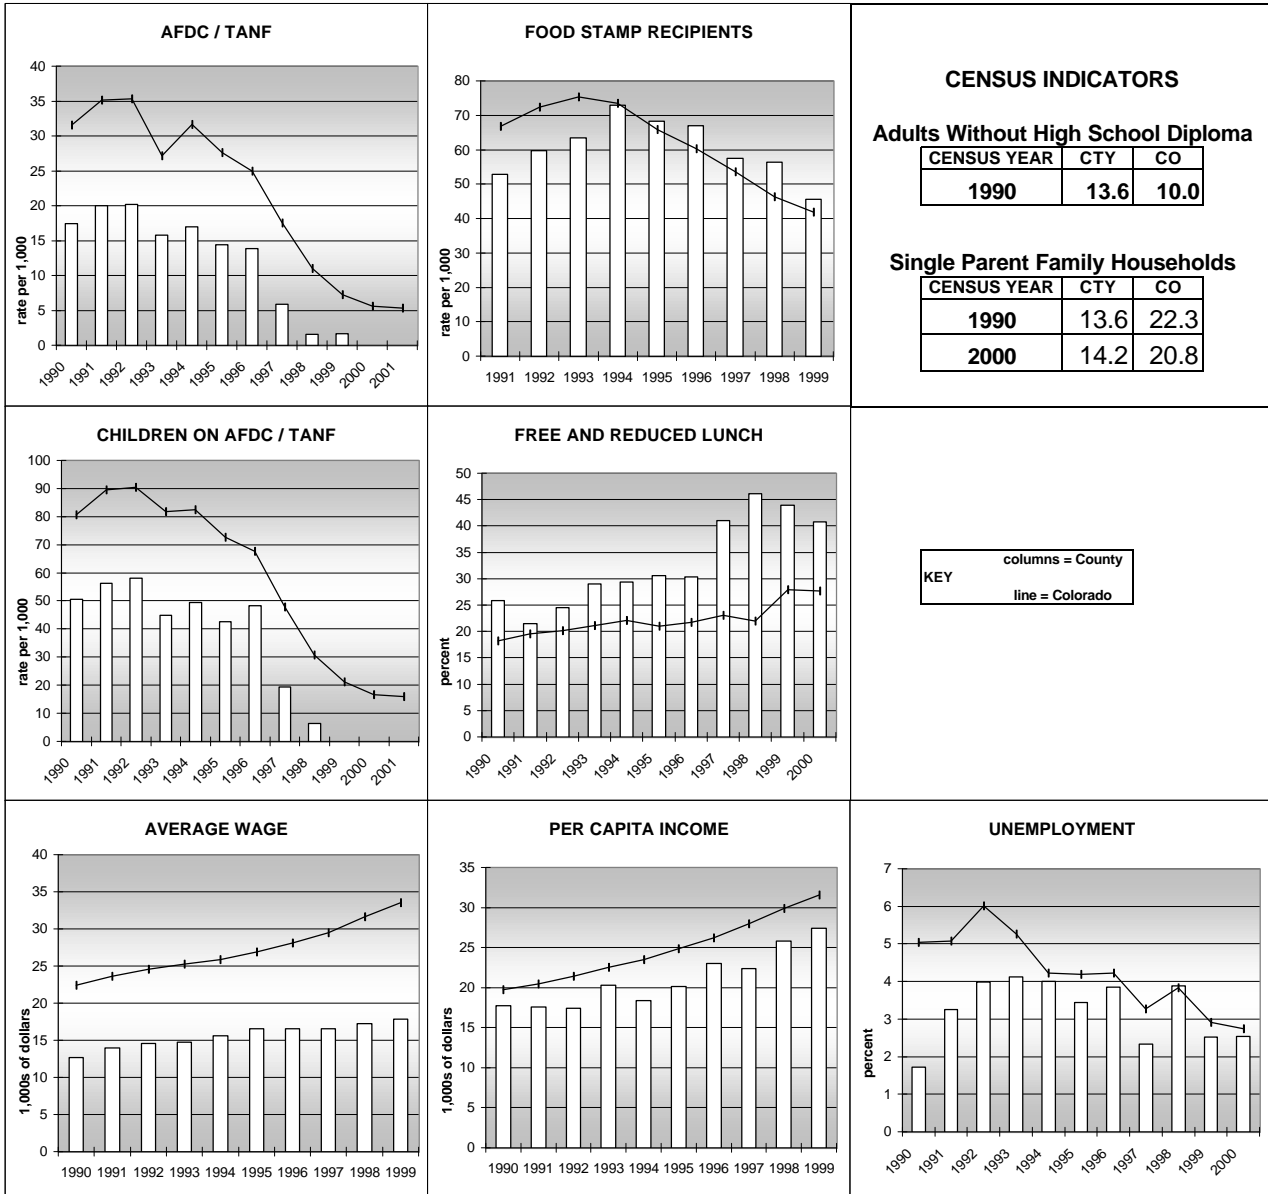 AFDC / TANF
40
35
30
25
20
15
10
5
0
rate per 1,000
1990 1991 1992 1993 1994 1995 1996 1997 1998 1999 2000 2001
FOOD STAMP RECIPIENTS
80
70
60
50
40
30
20
10
0
rate per 1,000
1991 1992 1993 1994 1995 1996 1997 1998 1999
CENSUS INDICATORS
Adults Without High School Diploma
CENSUS YEAR CTY CO
1990 13.6 10.0
Single Parent Family Households
CENSUS YEAR CTY CO
1990 13.6 22.3
2000 14.2 20.8
CHILDREN ON AFDC / TANF
100
90
80
70
60
50
40
30
20
10
0
rate per 1,000
1990 1991 1992 1993 1994 1995 1996 1997 1998 1999 2000 2001
FREE AND REDUCED LUNCH
50
45
40
35
30
25
20
15
10
5
0
percent
1990 1991 1992 1993 1994 1995 1996 1997 1998 1999 2000
columns = County
KEY
line = Colorado
AVERAGE WAGE
40
35
30
25
20
15
10
5
0
1,000s of dollars
1990 1991 1992 1993 1994 1995 1996 1997 1998 1999
PER CAPITA INCOME
35
30
25
20
15
10
5
0
1,000s of dollars
1990 1991 1992 1993 1994 1995 1996 1997 1998 1999
UNEMPLOYMENT
7
6
5
4
3
2
1
0
percent
1990 1991 1992 1993 1994 1995 1996 1997 1998 1999 2000